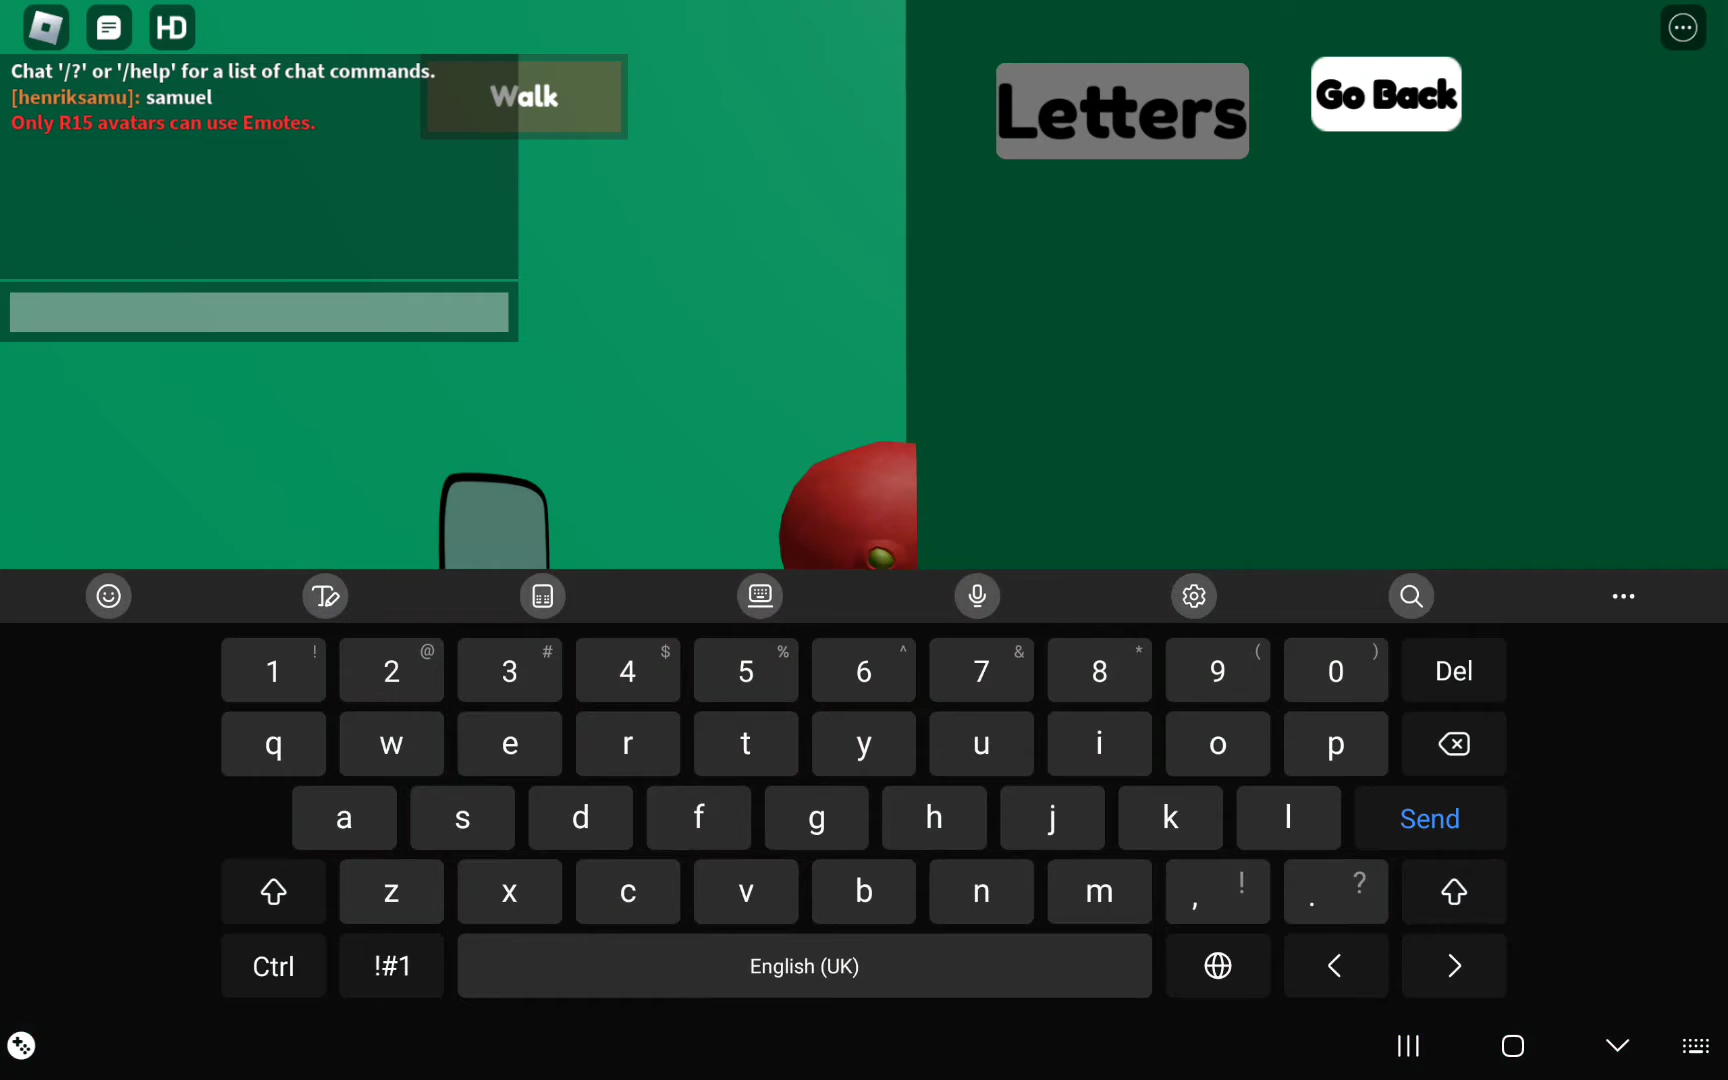 HD
Chat '/?' or '/help' for a list of chat commands.
[henriksamu]: samuel
Only R15 avatars can use Emotes.
Walk
Letters
Go Back
1 ! 2 @ 3 # 4 $ 5 % 6 ^ 7 & 8 * 9 ( 0 ) Del
q w e r t y u i o p
a s d f g h j k l Send
z x c v b n m , ! . ?
Ctrl !#1 English (UK) < >